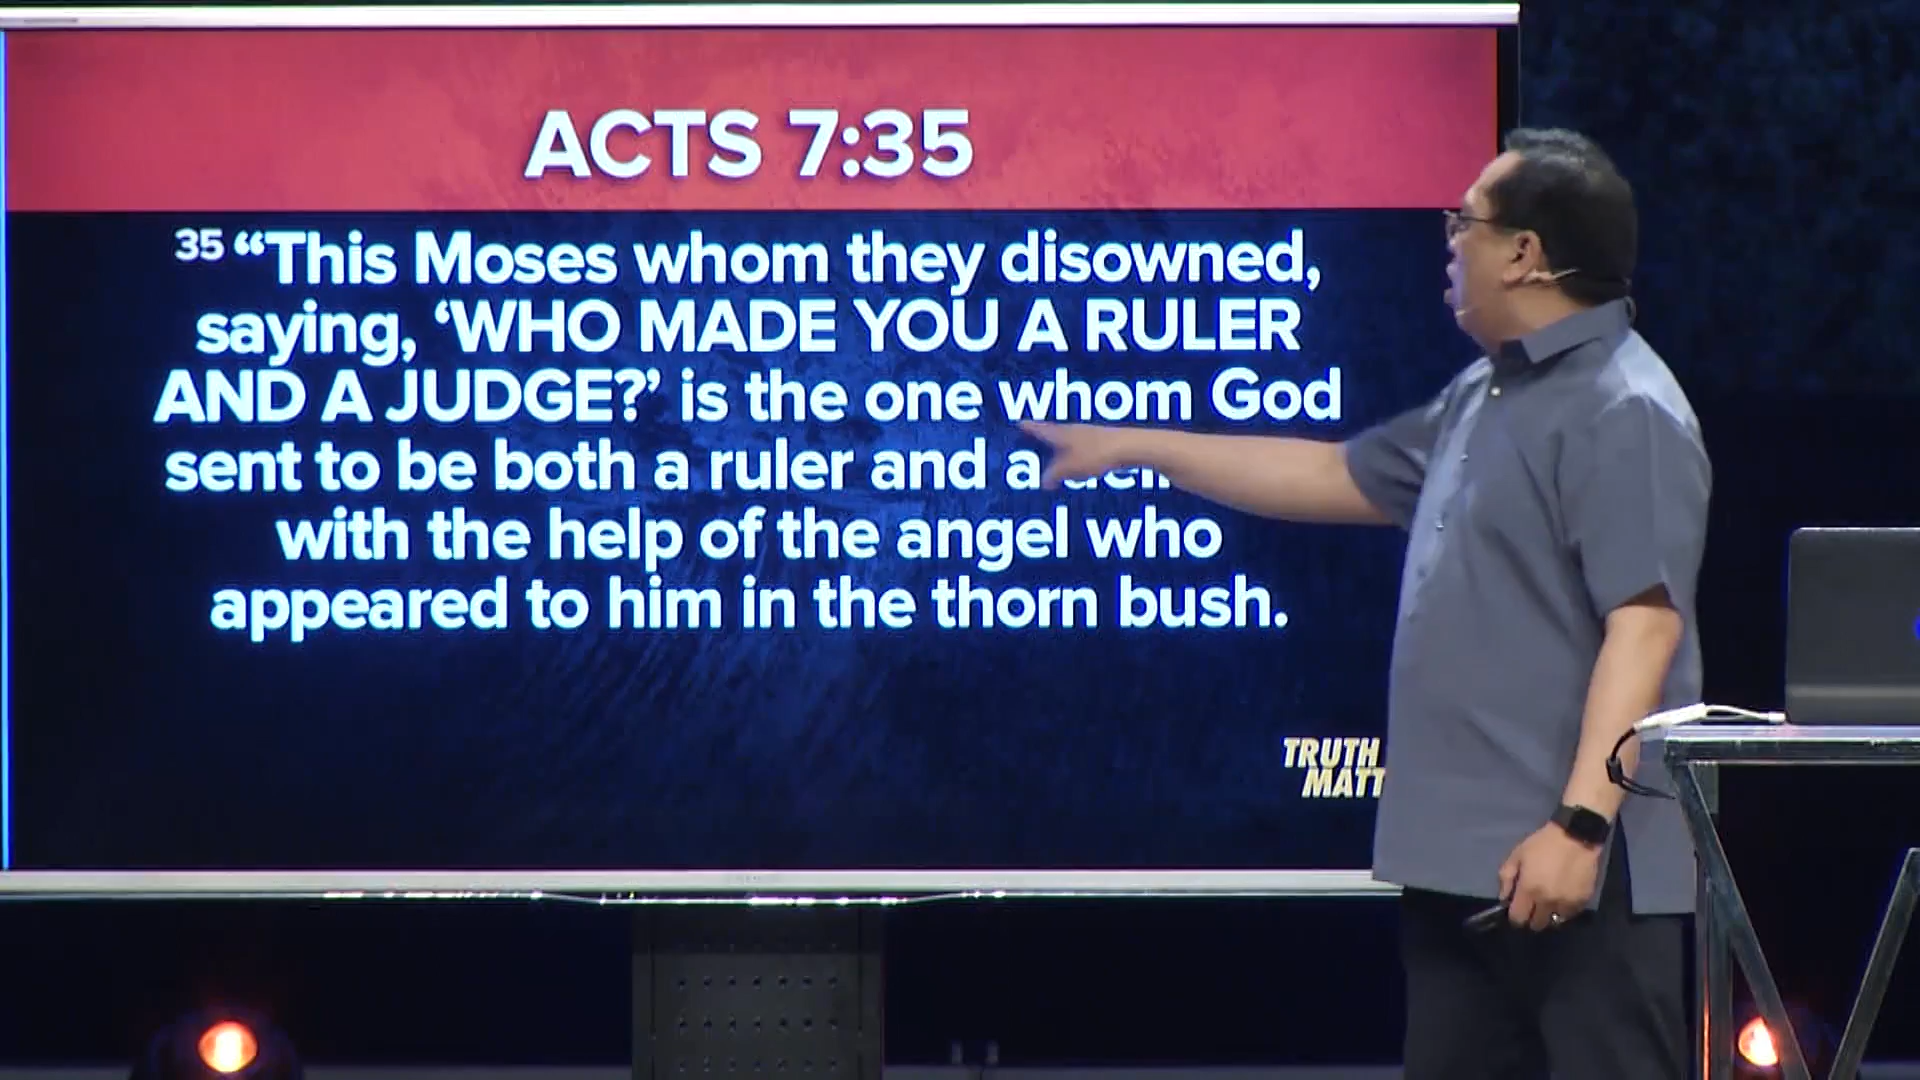 ACTS 7:35
35 “This Moses whom they disowned,
saying, ‘WHO MADE YOU A RULER
AND A JUDGE?’ is the one whom God
sent to be both a ruler and a
with the help of the angel who
appeared to him in the thorn bush.
TRUTH